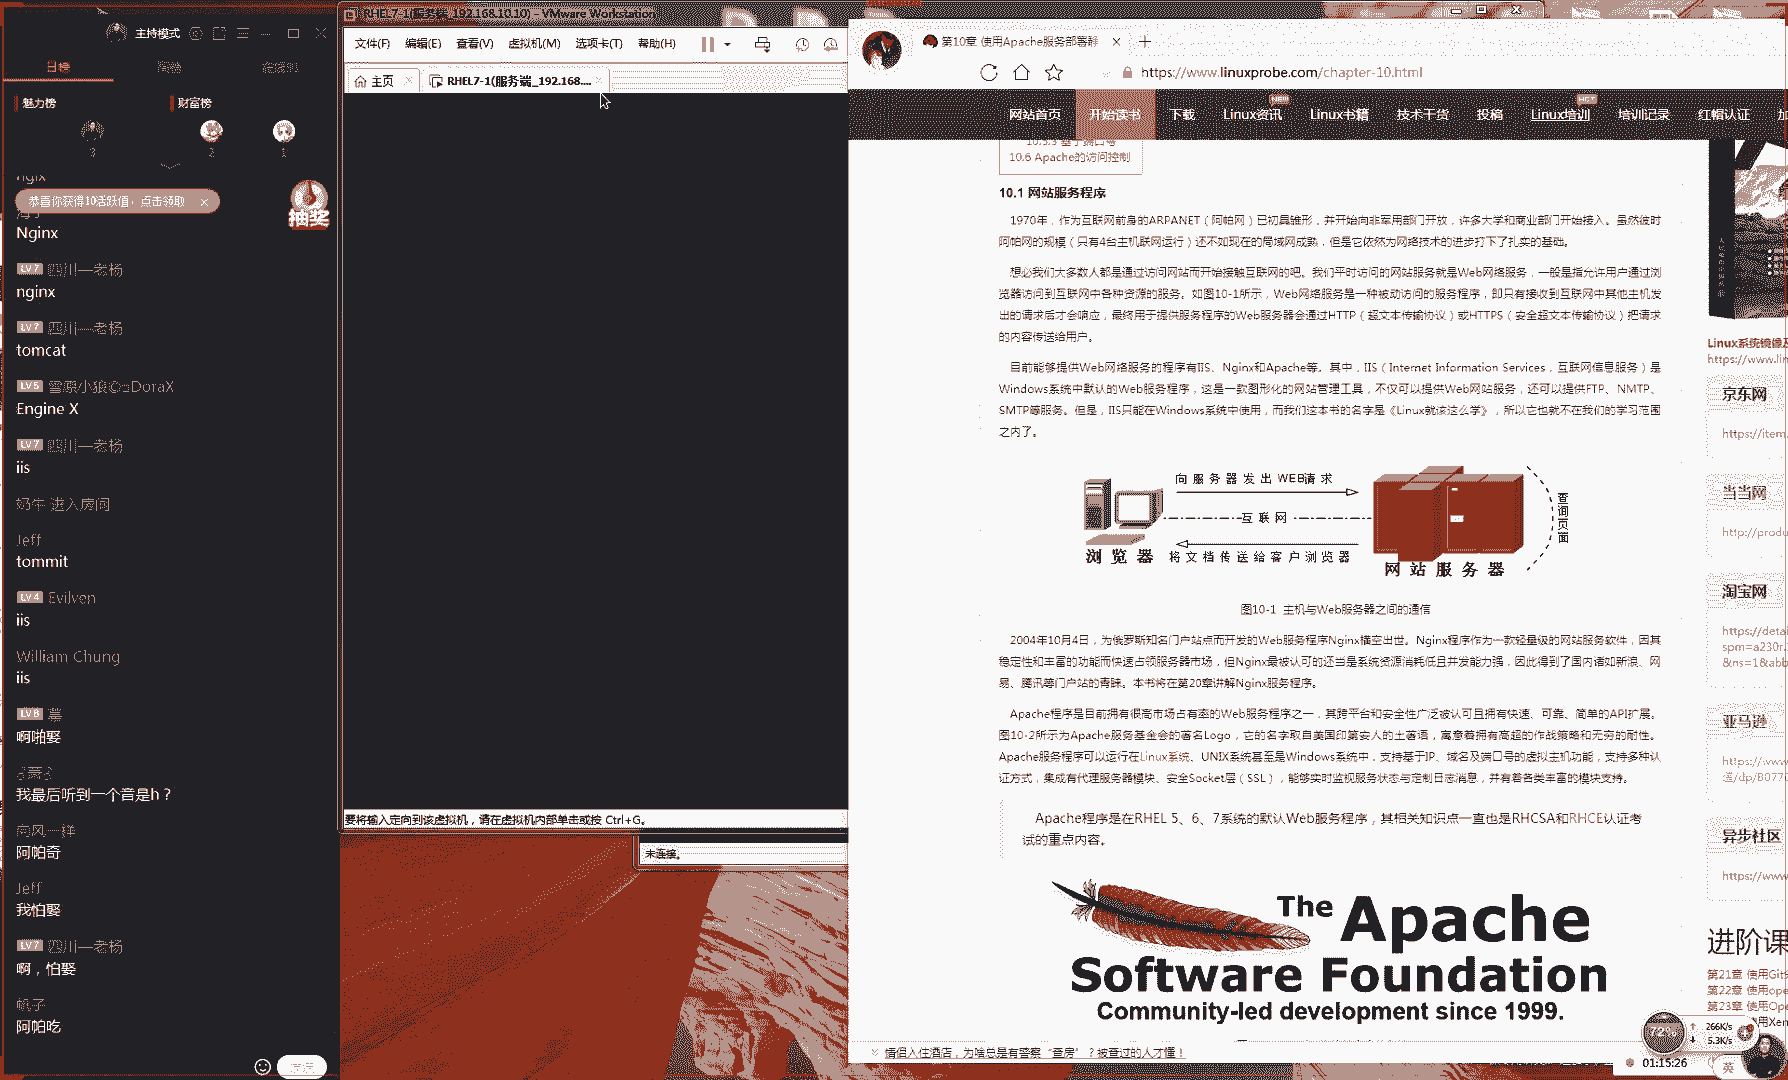 主持模式
日榜
魅力榜
财富榜
3
2
1
恭喜你获得10活跃值，点击领取
抽奖
Nginx
LV7 四川—老杨
nginx
LV7 四川—老杨
tomcat
LV5
Engine X
LV7 四川—老杨
iis
奶牛 进入房间
Jeff
tommit
LV4 Evilven
iis
William Chung
iis
LV8
啊啪娶
我最后听到一个音是h？
南风一样
阿帕奇
Jeff
我怕娶
LV7 四川—老杨
啊，怕娶
帆子
阿帕吃
RHEL7-1(服务端_192.168.10.10) - VMware Workstation
文件(F) 编辑(E) 查看(V) 虚拟机(M) 选项卡(T) 帮助(H)
主页
RHEL7-1(服务端_192.168....
要将输入定向到该虚拟机，请在虚拟机内部单击或按 Ctrl+G。
未连接。
第10章 使用Apache服务部署静
https://www.linuxprobe.com/chapter-10.html
网站首页 开始读书 下载 Linux资讯 Linux书籍 技术干货 投稿 Linux培训 培训记录 红帽认证
10.5.3 基于端口号
10.6 Apache的访问控制
10.1 网站服务程序
1970年，作为互联网前身的ARPANET（阿帕网）已初具雏形，并开始向非军用部门开放，许多大学和商业部门开始接入。虽然彼时
阿帕网的规模（只有4台主机联网运行）还不如现在的局域网成熟，但是它依然为网络技术的进步打下了扎实的基础。
想必我们大多数人都是通过访问网站而开始接触互联网的吧。我们平时访问的网站服务就是Web网络服务，一般是指允许用户通过浏
览器访问到互联网中各种资源的服务。如图10-1所示，Web网络服务是一种被动访问的服务程序，即只有接收到互联网中其他主机发
出的请求后才会响应，最终用于提供服务程序的Web服务器会通过HTTP（超文本传输协议）或HTTPS（安全超文本传输协议）把请求
的内容传送给用户。
目前能够提供Web网络服务的程序有IIS、Nginx和Apache等。其中，IIS（Internet Information Services，互联网信息服务）是
Windows系统中默认的Web服务程序，这是一款图形化的网站管理工具，不仅可以提供Web网站服务，还可以提供FTP、NMTP、
SMTP等服务。但是，IIS只能在Windows系统中使用，而我们这本书的名字是《Linux就该这么学》，所以它也就不在我们的学习范围
之内了。
向服务器发出WEB请求
互联网
将文档传送给客户浏览器
浏览器
网站服务器
查询页面
图10-1 主机与Web服务器之间的通信
2004年10月4日，为俄罗斯知名门户站点而开发的Web服务程序Nginx横空出世。Nginx程序作为一款轻量级的网站服务软件，因其
稳定性和丰富的功能而快速占领服务器市场，但Nginx最被认可的还当是系统资源消耗低且并发能力强，因此得到了国内诸如新浪、网
易、腾讯等门户站的青睐。本书将在第20章讲解Nginx服务程序。
Apache程序是目前拥有很高市场占有率的Web服务程序之一，其跨平台和安全性广泛被认可且拥有快速、可靠、简单的API扩展。
图10-2所示为Apache服务基金会的著名Logo，它的名字取自美国印第安人的土著语，寓意着拥有高超的作战策略和无穷的耐性。
Apache服务程序可以运行在Linux系统、UNIX系统甚至是Windows系统中，支持基于IP、域名及端口号的虚拟主机功能，支持多种认
证方式，集成有代理服务器模块、安全Socket层（SSL），能够实时监视服务状态与定制日志消息，并有着各类丰富的模块支持。
Apache程序是在RHEL 5、6、7系统的默认Web服务程序，其相关知识点一直也是RHCSA和RHCE认证考
试的重点内容。
The Apache
Software Foundation
Community-led development since 1999.
情侣入住酒店，为啥总是有警察“查房”？被查过的人才懂！
Linux系统镜像及
https://www.lin
京东网
https://item.
当当网
http://produ
淘宝网
https://detai
spm=a230r.
&ns=1&abb
亚马逊
https://www
异步社区
https://www
进阶课
第21章 使用Git分
第22章 使用ope
第23章 使用Ope
使用Xen
72%
266K/s
5.3K/s
01:15:26
英